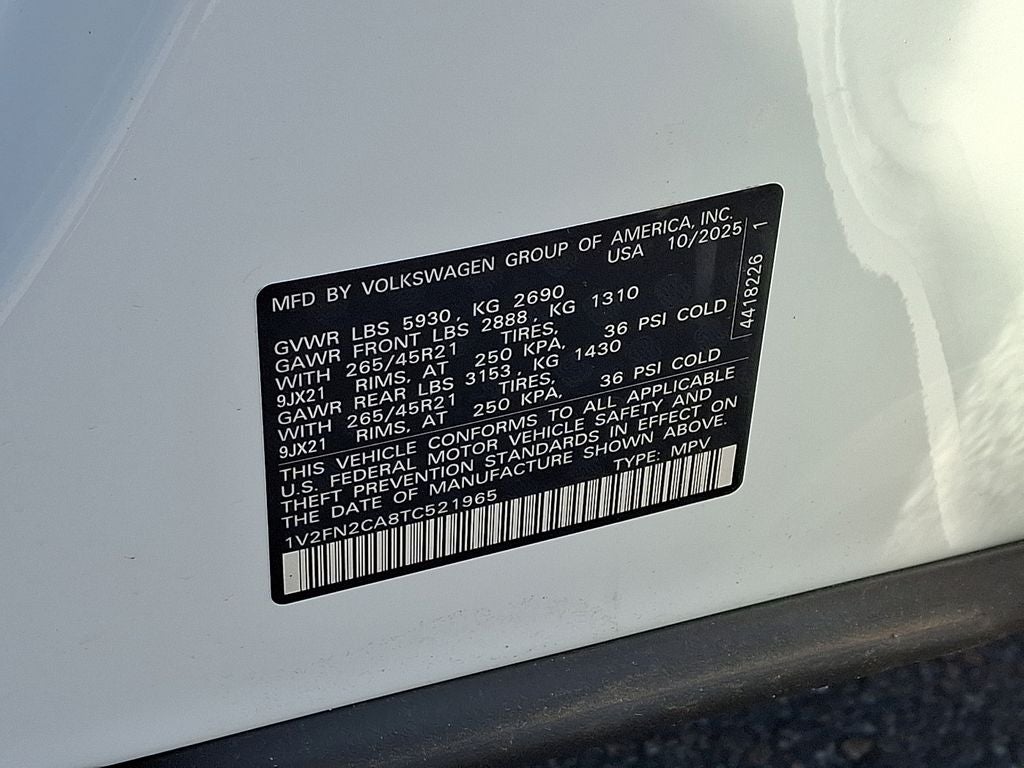 MFD BY VOLKSWAGEN GROUP OF AMERICA, INC.
USA 10/2025
GVWR LBS 5930, KG 2690
GAWR FRONT LBS 2888, KG 1310
WITH 265/45R21 TIRES,
9JX21 RIMS, AT 250 KPA, 36 PSI COLD
GAWR REAR LBS 3153, KG 1430
WITH 265/45R21 TIRES,
9JX21 RIMS, AT 250 KPA, 36 PSI COLD
THIS VEHICLE CONFORMS TO ALL APPLICABLE
U.S. FEDERAL MOTOR VEHICLE SAFETY AND
THEFT PREVENTION STANDARDS IN EFFECT ON
THE DATE OF MANUFACTURE SHOWN ABOVE.
1V2FN2CA8TC521965 TYPE: MPV
4418226 1